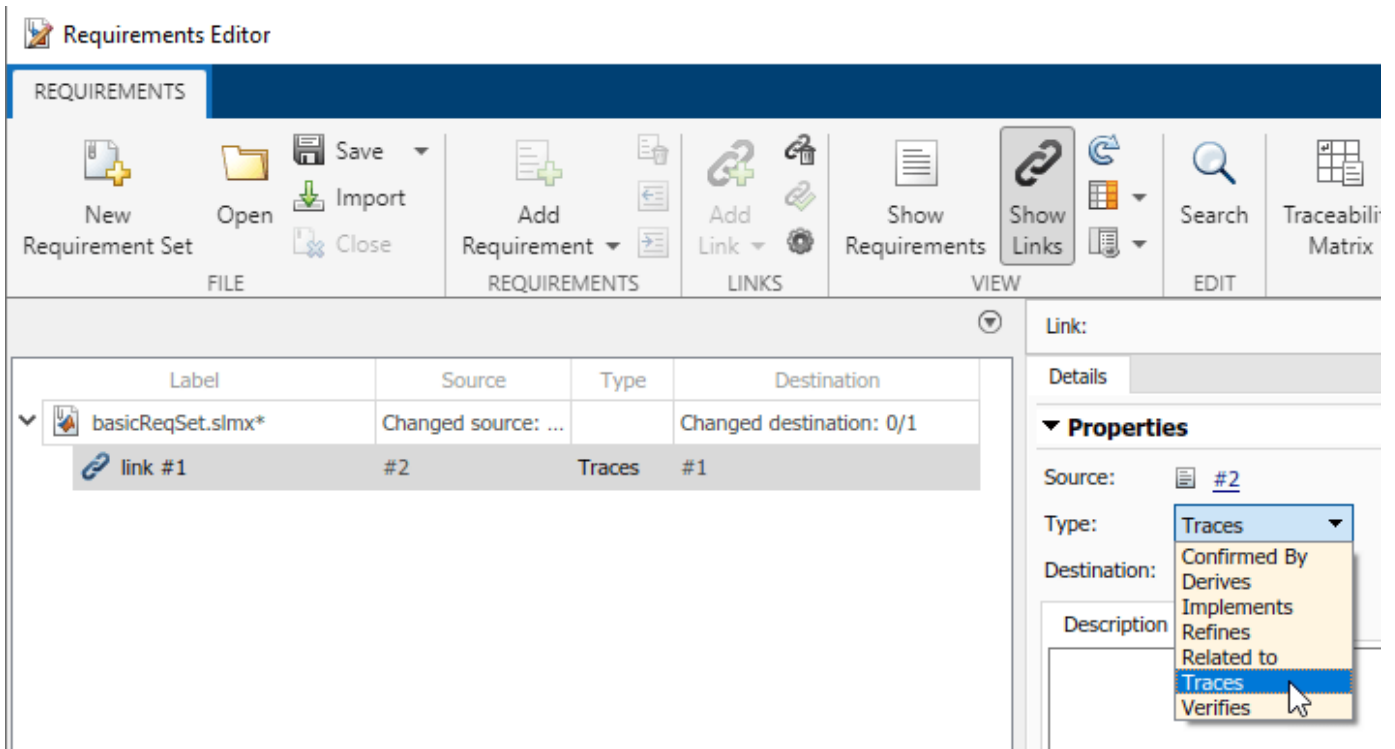 Requirements Editor
REQUIREMENTS
New
Requirement Set
Open
Save
Import
Close
FILE
Add
Requirement
REQUIREMENTS
Add
Link
LINKS
Show
Requirements
Show
Links
VIEW
Search
EDIT
Traceabilit
Matrix
Link:
Label Source Type Destination
Details
basicReqSet.slmx* Changed source: ... Changed destination: 0/1
Properties
link #1 #2 Traces #1
Source: #2
Type: Traces
Confirmed By
Destination:
Derives
Implements
Description
Refines
Related to
Traces
Verifies